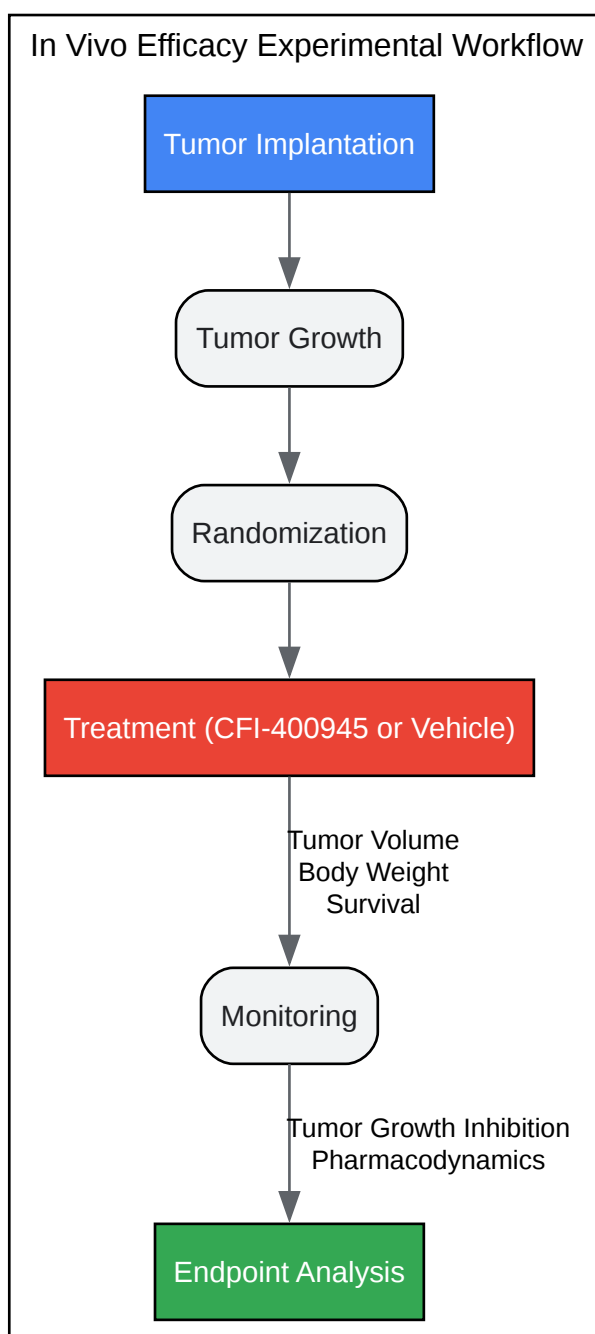 In Vivo Efficacy Experimental Workflow
Tumor Implantation
Tumor Growth
Randomization
Treatment (CFI-400945 or Vehicle)
Tumor Volume
Body Weight
Survival
Monitoring
Tumor Growth Inhibition
Pharmacodynamics
Endpoint Analysis